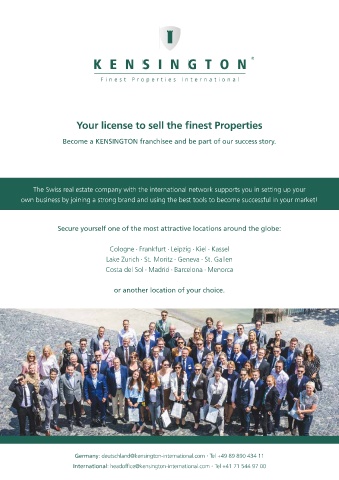 KENSINGTON®
Finest Properties International
Your license to sell the finest Properties
Become a KENSINGTON franchisee and be part of our success story.
The Swiss real estate company with the international network supports you in setting up your
own business by joining a strong brand and using the best tools to become successful in your market!
Secure yourself one of the most attractive locations around the globe:
Cologne · Frankfurt · Leipzig · Kiel · Kassel
Lake Zurich · St. Moritz · Geneva · St. Gallen
Costa del Sol · Madrid · Barcelona · Menorca
or another location of your choice.
Germany: deutschland@kensington-international.com · Tel +49 89 890 434 11
International: headoffice@kensington-international.com · Tel +41 71 544 97 00